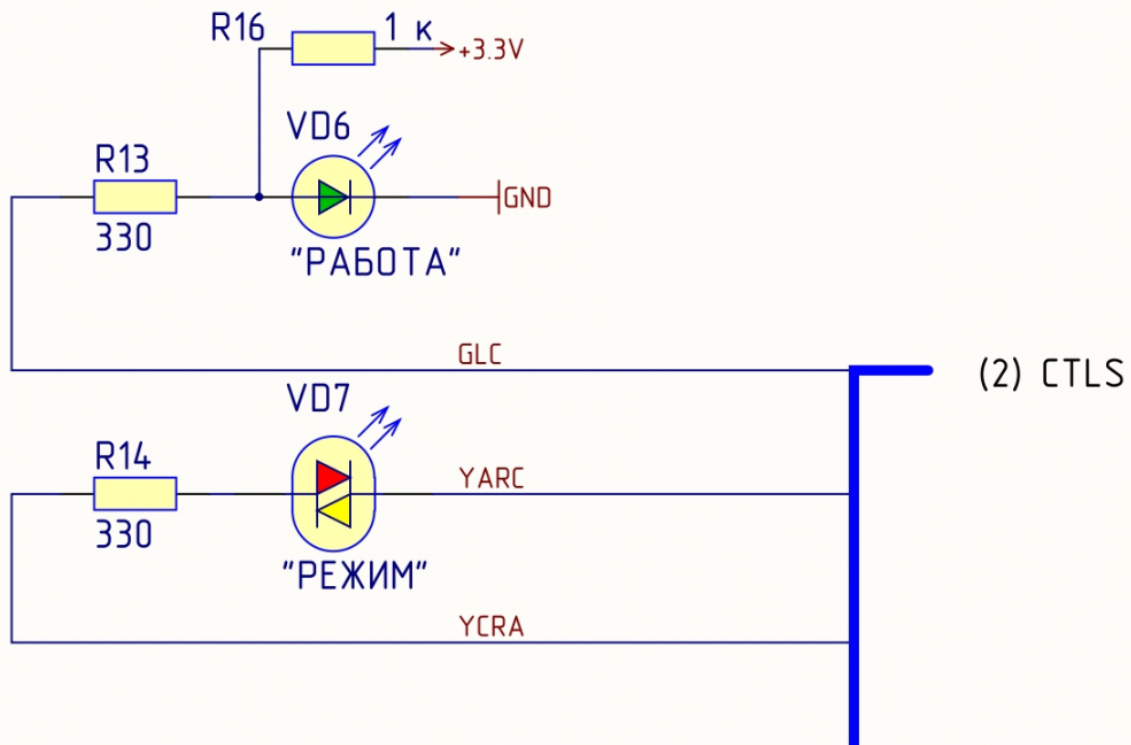 R16 1 к
+3.3V
VD6
R13
GND
330
"РАБОТА"
GLC
(2) CTLS
VD7
R14
YARC
330
"РЕЖИМ"
YCRA